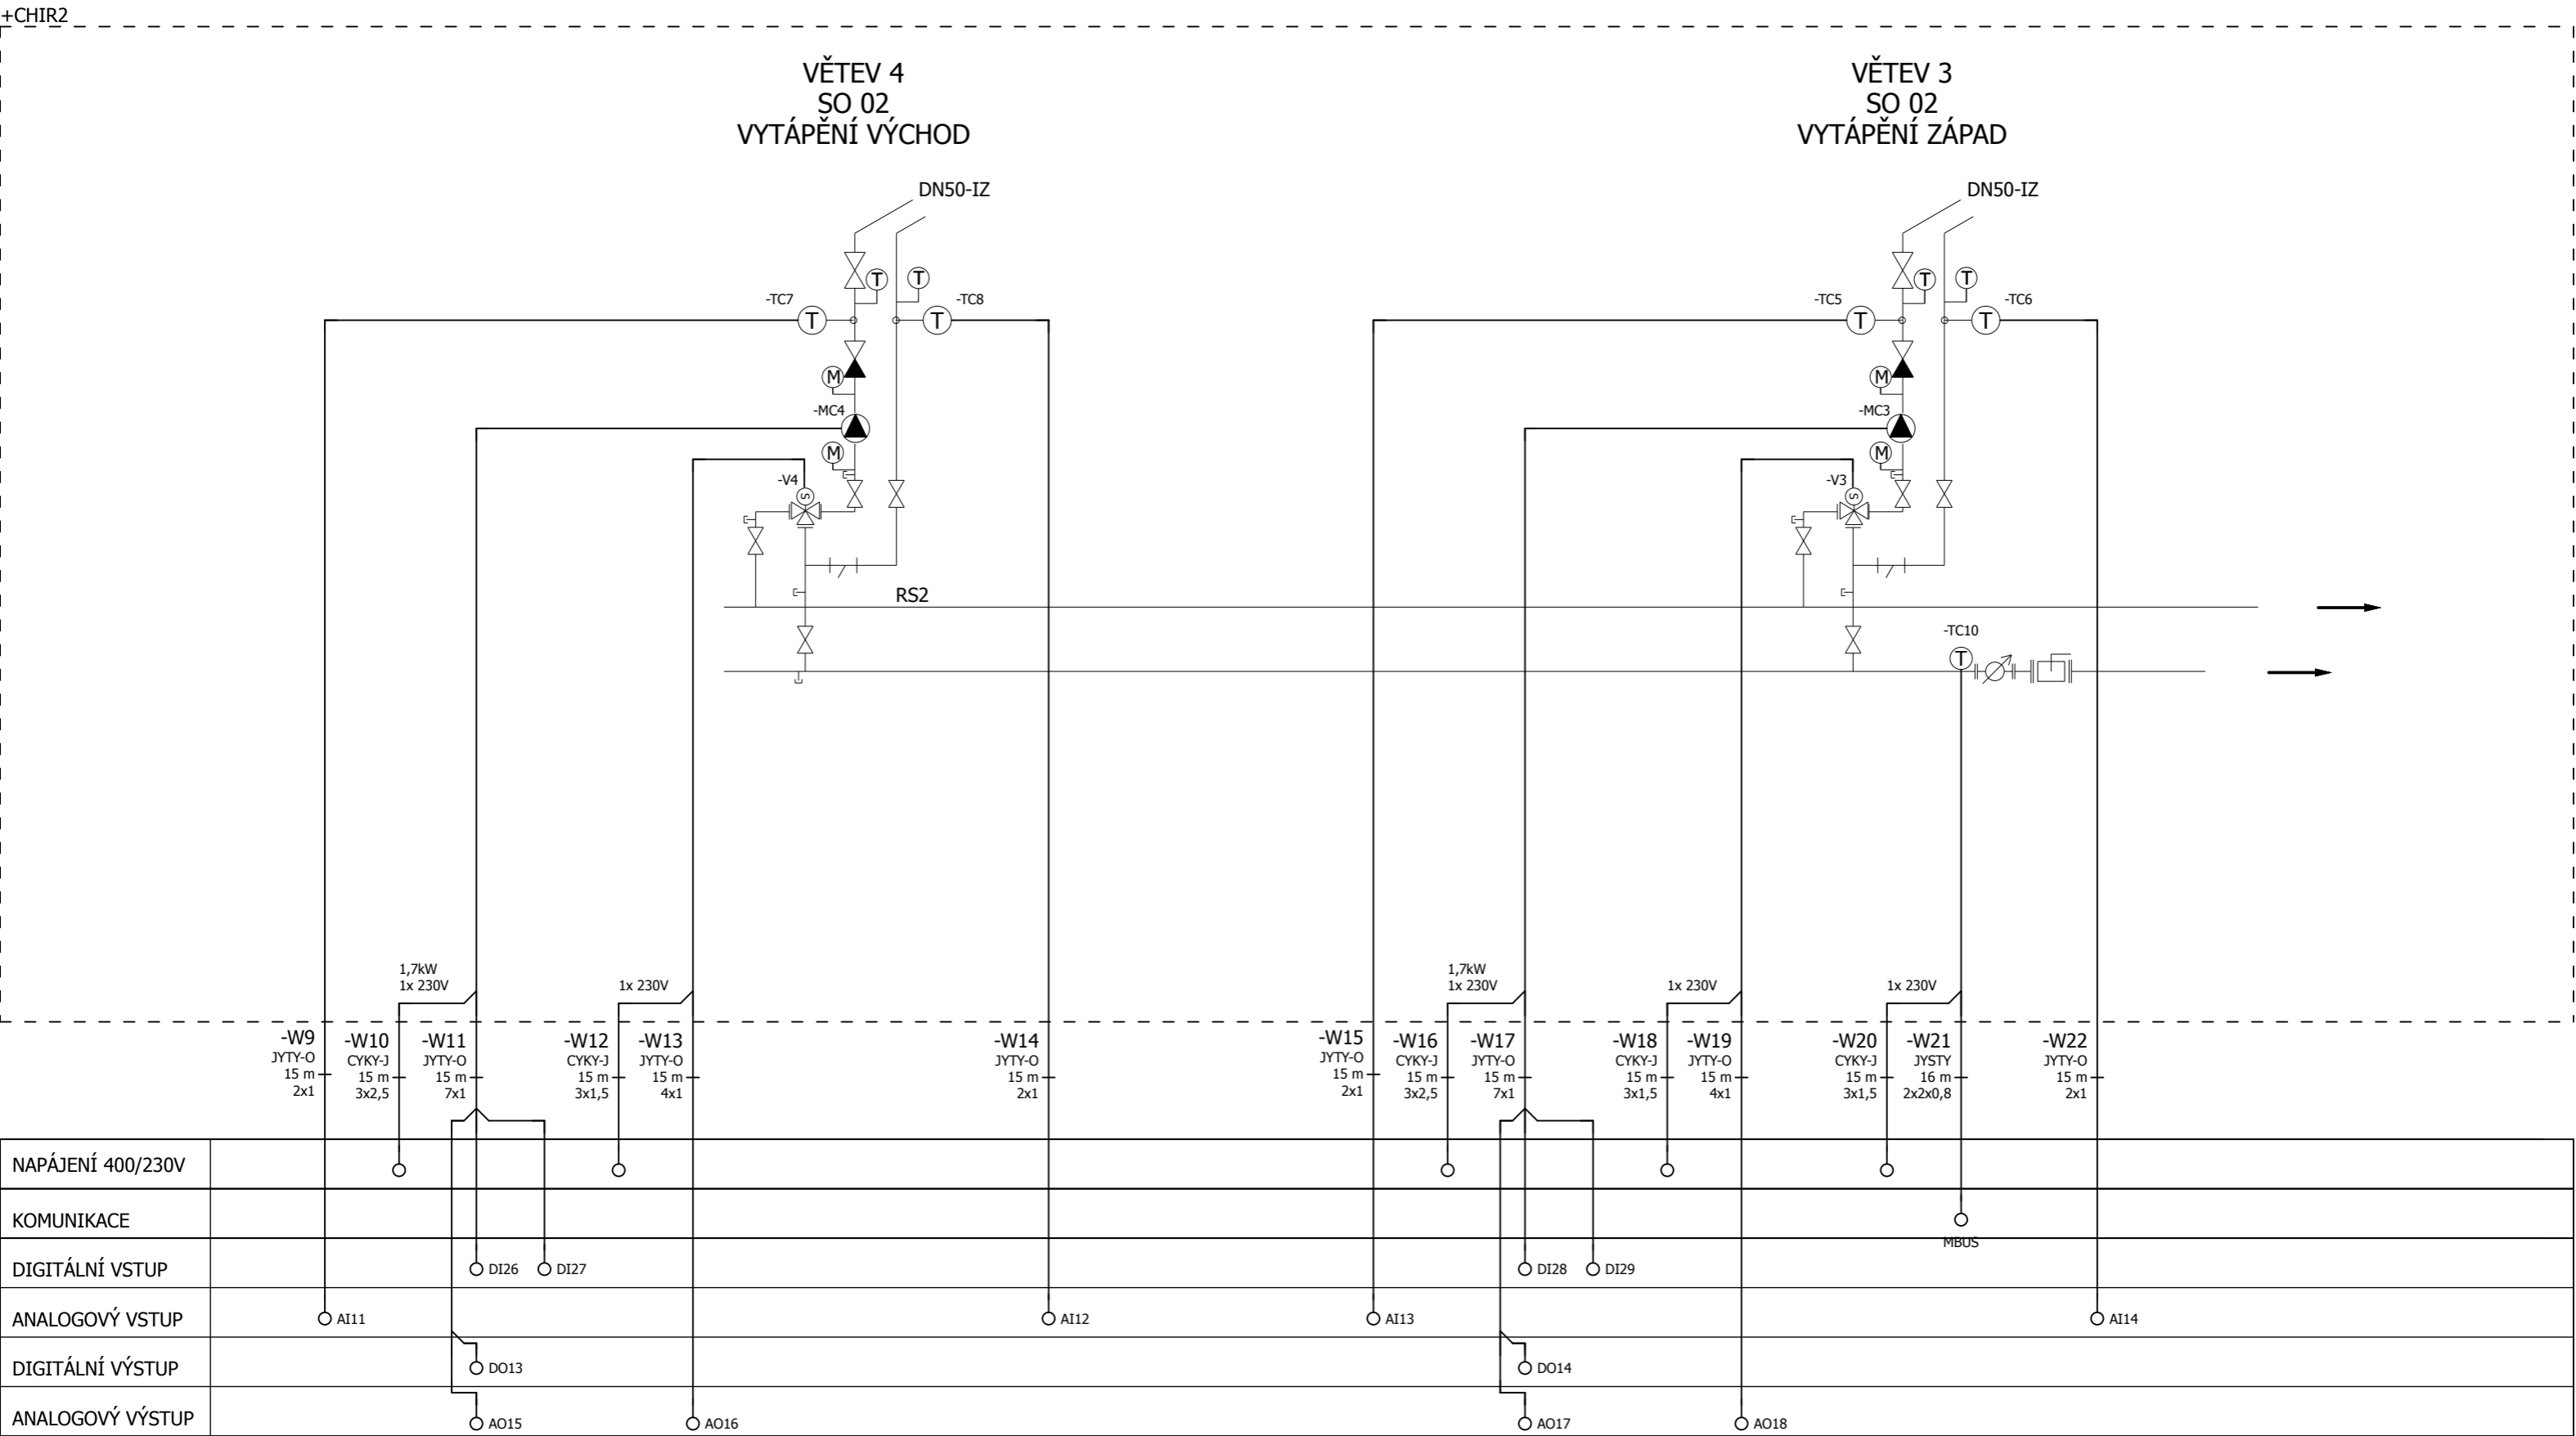 +CHIR2
VĚTEV 4
SO 02
VYTÁPĚNÍ VÝCHOD
VĚTEV 3
SO 02
VYTÁPĚNÍ ZÁPAD
DN50-IZ
DN50-IZ
T
T
T
T
-TC7
-TC8
-TC5
-TC6
T
T
T
T
M
M
-MC4
-MC3
M
M
-V4
-V3
S
S
RS2
-TC10
T
1,7kW
1x 230V
1x 230V
1,7kW
1x 230V
1x 230V
1x 230V
-W9
JYTY-O
15 m
2x1
-W10
CYKY-J
15 m
3x2,5
-W11
JYTY-O
15 m
7x1
-W12
CYKY-J
15 m
3x1,5
-W13
JYTY-O
15 m
4x1
-W14
JYTY-O
15 m
2x1
-W15
JYTY-O
15 m
2x1
-W16
CYKY-J
15 m
3x2,5
-W17
JYTY-O
15 m
7x1
-W18
CYKY-J
15 m
3x1,5
-W19
JYTY-O
15 m
4x1
-W20
CYKY-J
15 m
3x1,5
-W21
JYSTY
16 m
2x2x0,8
-W22
JYTY-O
15 m
2x1
NAPÁJENÍ 400/230V
KOMUNIKACE
MBUS
DIGITÁLNÍ VSTUP
DI26
DI27
DI28
DI29
ANALOGOVÝ VSTUP
AI11
AI12
AI13
AI14
DIGITÁLNÍ VÝSTUP
DO13
DO14
ANALOGOVÝ VÝSTUP
AO15
AO16
AO17
AO18